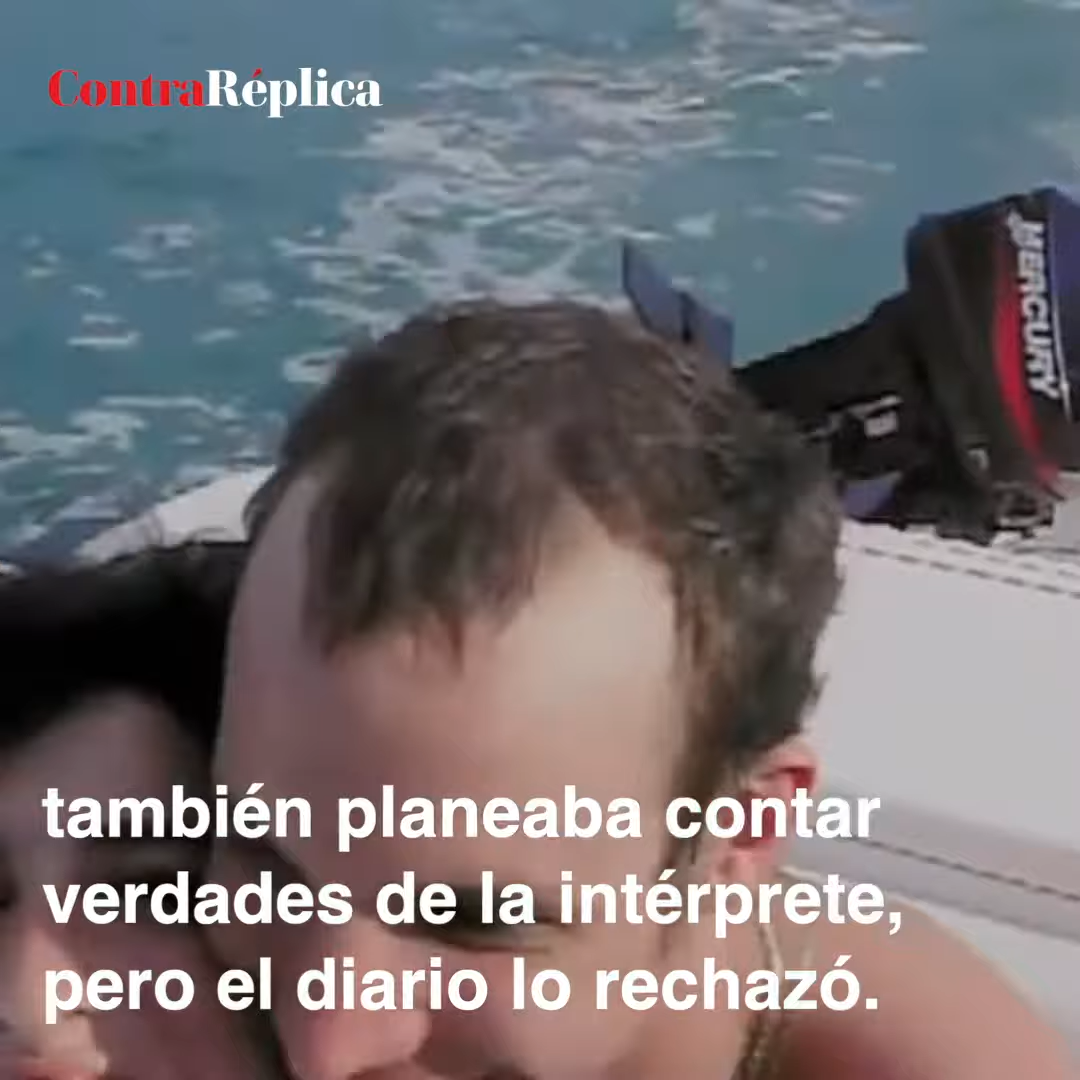 ContraRéplica
MERCURY
también planeaba contar
verdades de la intérprete,
pero el diario lo rechazó.